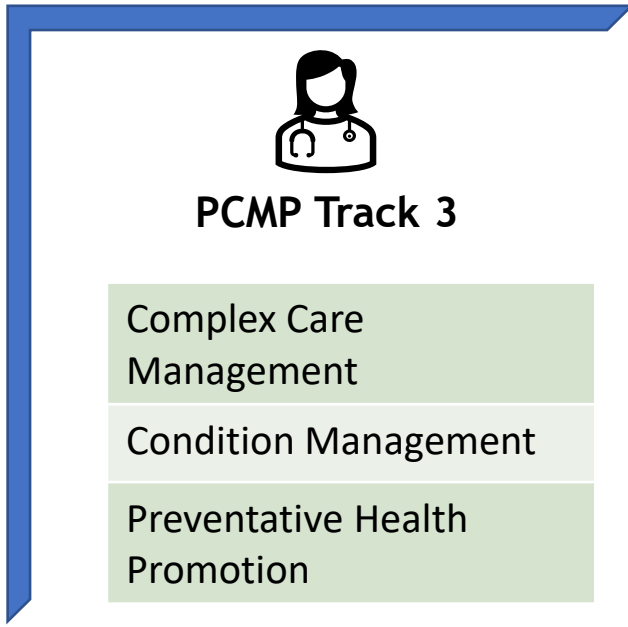 PCMP Track 3
Complex Care
Management
Condition Management
Preventative Health
Promotion